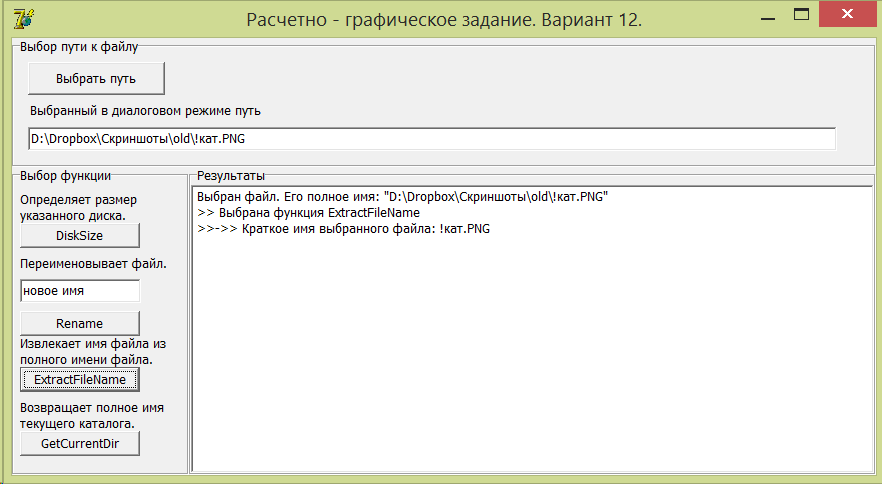 Расчетно - графическое задание. Вариант 12.
Выбор пути к файлу
Выбрать путь
Выбранный в диалоговом режиме путь
D:\Dropbox\Скриншоты\old\!кат.PNG
Выбор функции
Определяет размер
указанного диска.
DiskSize
Переименовывает файл.
новое имя
Rename
Извлекает имя файла из
полного имени файла.
ExtractFileName
Возвращает полное имя
текущего каталога.
GetCurrentDir
Результаты
Выбран файл. Его полное имя: "D:\Dropbox\Скриншоты\old\!кат.PNG"
>> Выбрана функция ExtractFileName
>>->> Краткое имя выбранного файла: !кат.PNG